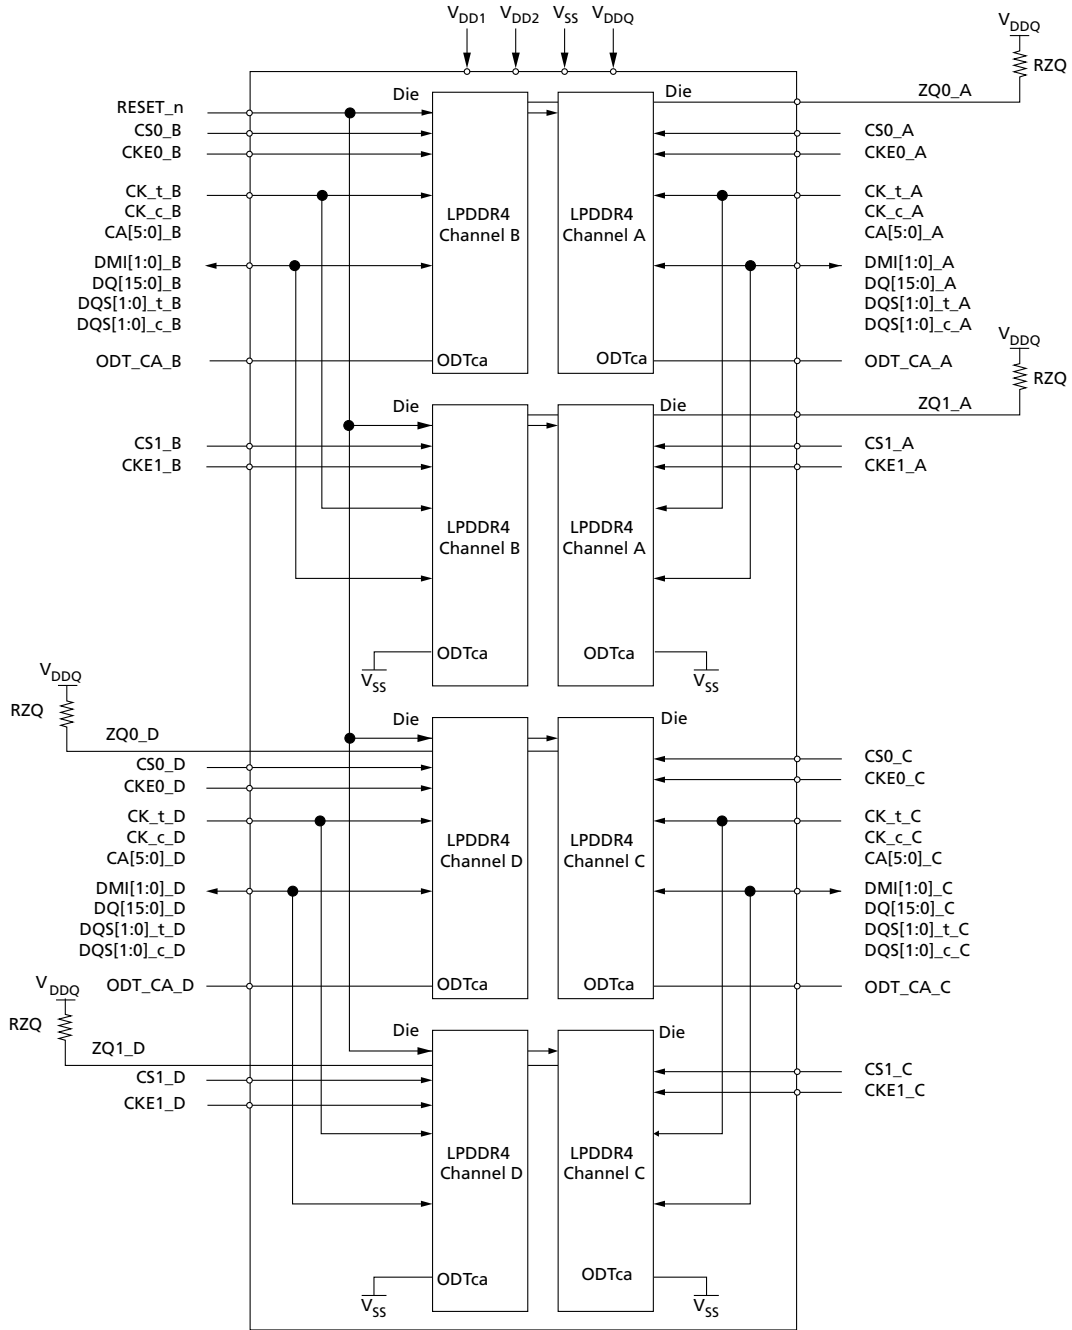 VDD1 VDD2 VSS VDDQ
VDDQ
RZQ
ZQ0_A
Die
Die
RESET_n
CS0_B
CKE0_B
CK_t_B
CK_c_B
CA[5:0]_B
DMI[1:0]_B
DQ[15:0]_B
DQS[1:0]_t_B
DQS[1:0]_c_B
ODT_CA_B
LPDDR4
Channel B
ODTca
LPDDR4
Channel A
ODTca
CS0_A
CKE0_A
CK_t_A
CK_c_A
CA[5:0]_A
DMI[1:0]_A
DQ[15:0]_A
DQS[1:0]_t_A
DQS[1:0]_c_A
ODT_CA_A
VDDQ
RZQ
ZQ1_A
Die
Die
CS1_B
CKE1_B
LPDDR4
Channel B
ODTca
VSS
LPDDR4
Channel A
ODTca
VSS
CS1_A
CKE1_A
VDDQ
RZQ
ZQ0_D
Die
Die
CS0_D
CKE0_D
CK_t_D
CK_c_D
CA[5:0]_D
DMI[1:0]_D
DQ[15:0]_D
DQS[1:0]_t_D
DQS[1:0]_c_D
ODT_CA_D
LPDDR4
Channel D
ODTca
LPDDR4
Channel C
ODTca
CS0_C
CKE0_C
CK_t_C
CK_c_C
CA[5:0]_C
DMI[1:0]_C
DQ[15:0]_C
DQS[1:0]_t_C
DQS[1:0]_c_C
ODT_CA_C
VDDQ
RZQ
ZQ1_D
Die
Die
CS1_D
CKE1_D
LPDDR4
Channel D
ODTca
VSS
LPDDR4
Channel C
ODTca
VSS
CS1_C
CKE1_C